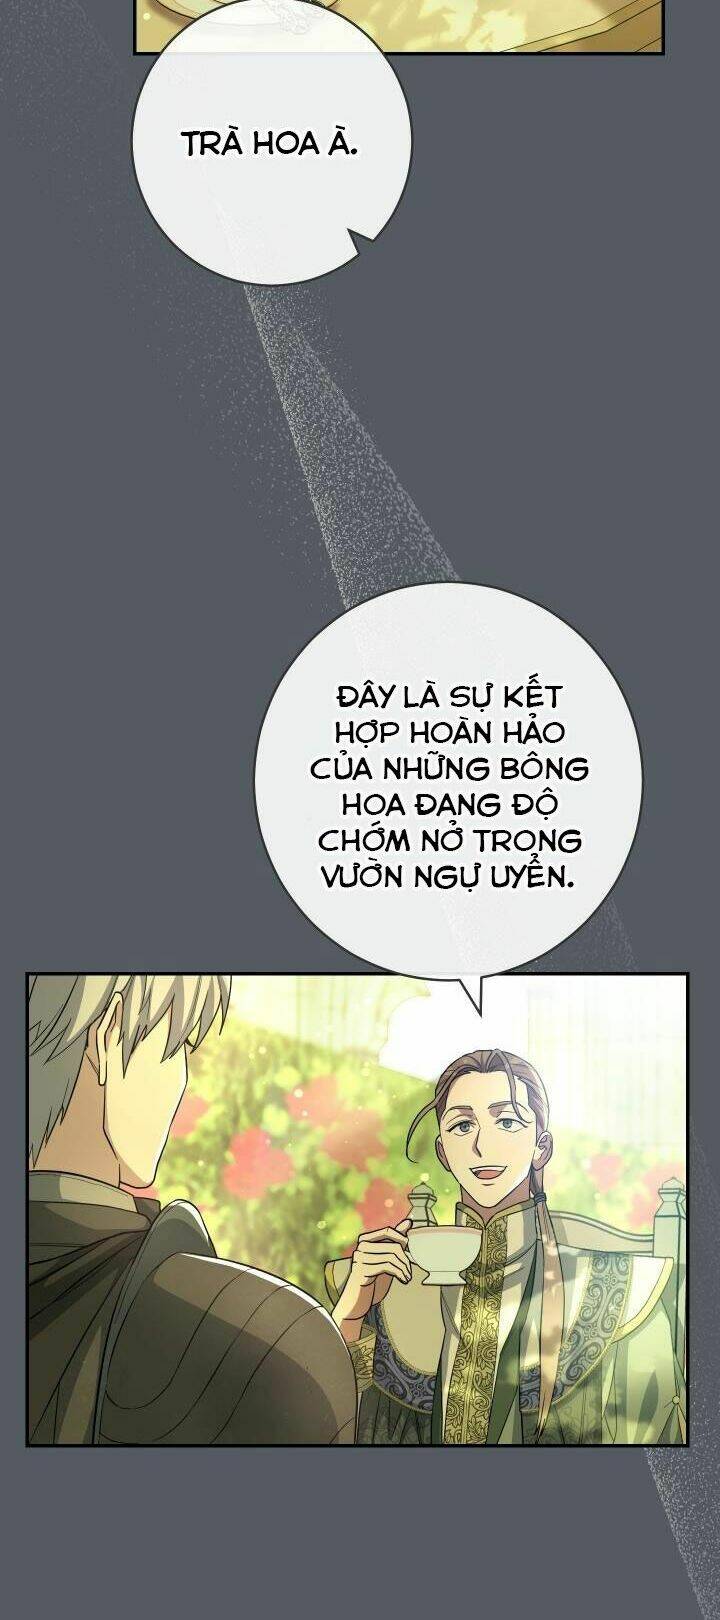 TRÀ HOA À.
ĐÂY LÀ SỰ KẾT
HỢP HOÀN HẢO
CỦA NHỮNG BÔNG
HOA ĐANG ĐỘ
CHỚM NỞ TRONG
VƯỜN NGỰ UYỂN.